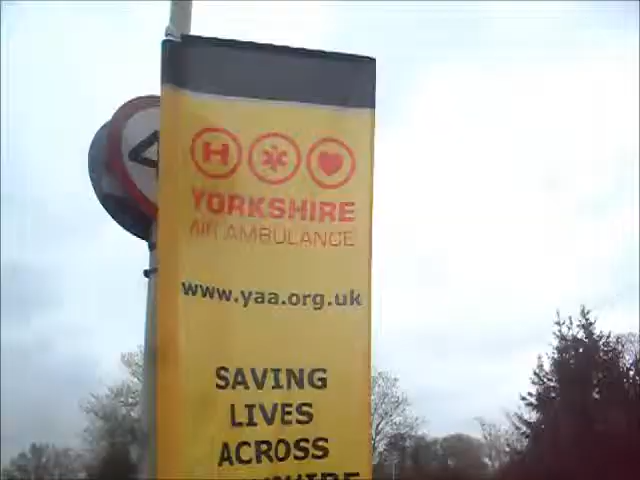 H
YORKSHIRE
AIR AMBULANCE
www.yaa.org.uk
SAVING
LIVES
ACROSS